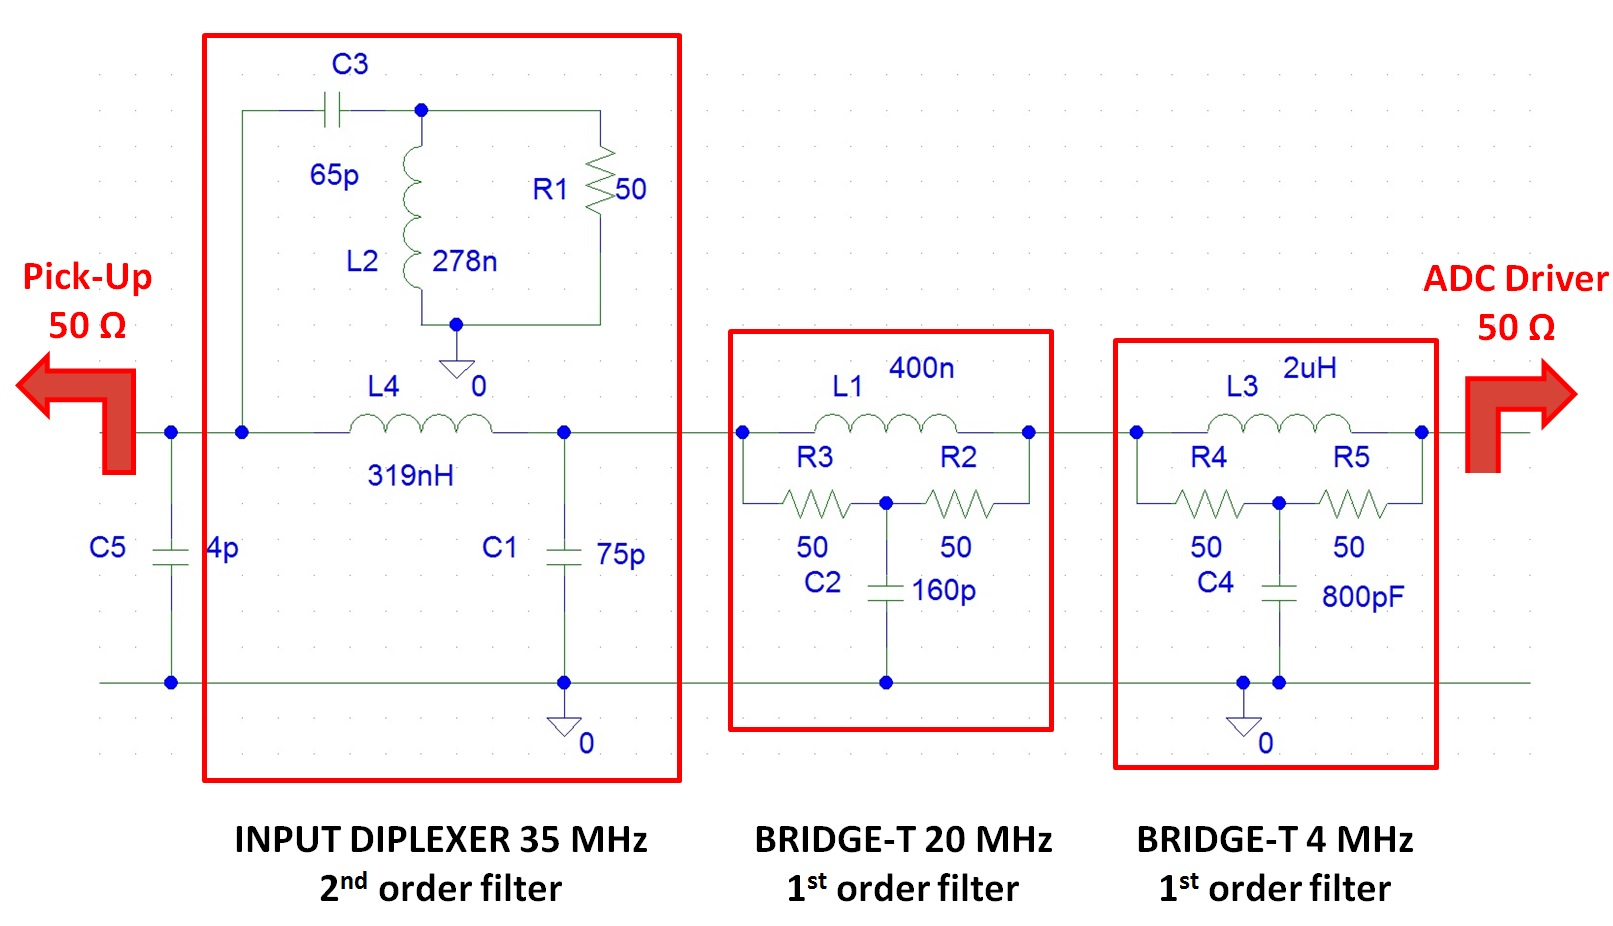 C3
65p
R1
50
L2
278n
Pick-Up
50 Ω
ADC Driver
50 Ω
0
L4
319nH
C5
4p
C1
75p
0
400n
L1
R3
R2
50
50
C2
160p
2uH
L3
R4
R5
50
50
C4
800pF
0
INPUT DIPLEXER 35 MHz
2nd order filter
BRIDGE-T 20 MHz
1st order filter
BRIDGE-T 4 MHz
1st order filter